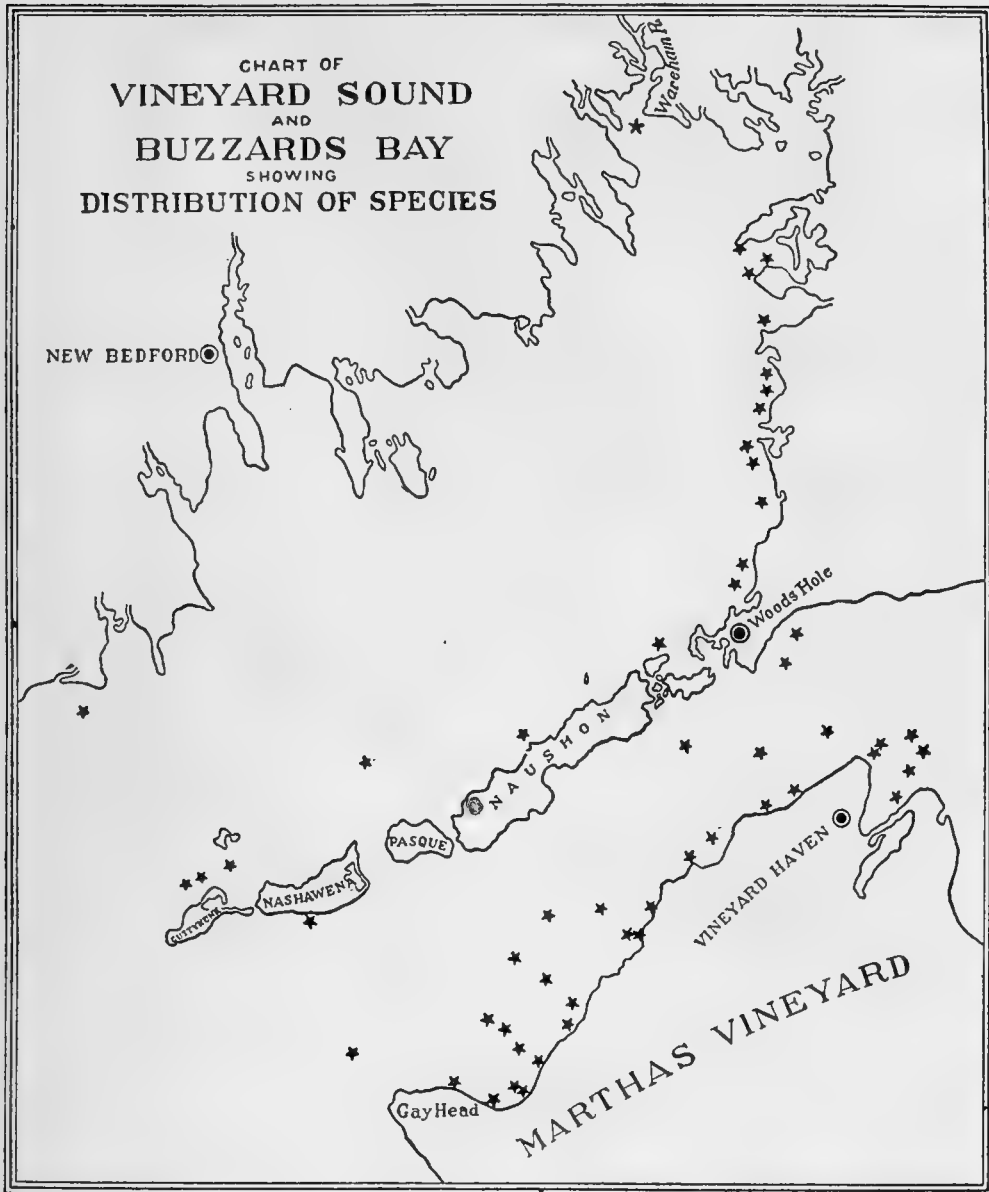 CHART OF
VINEYARD SOUND
AND
BUZZARDS BAY
SHOWING
DISTRIBUTION OF SPECIES
Wareham R.
NEW BEDFORD
Woods Hole
NAUSHON
PASQUE
NASHAWENA
CUTTYHUNK
VINEYARD HAVEN
MARTHAS VINEYARD
Gay Head